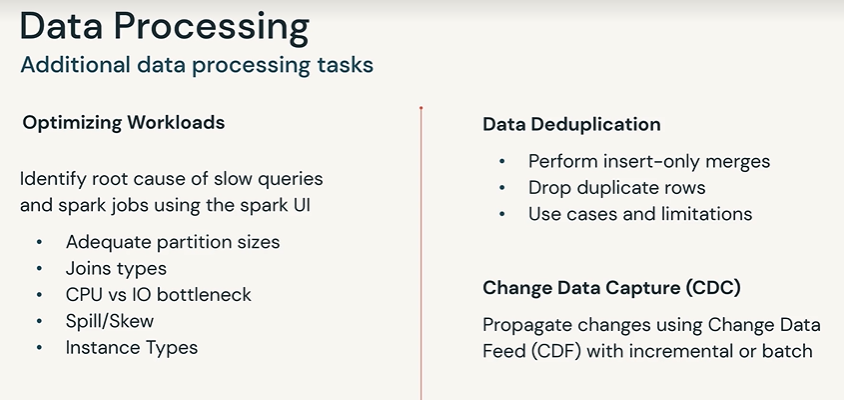 Data Processing
Additional data processing tasks
Optimizing Workloads
Identify root cause of slow queries
and spark jobs using the spark UI
• Adequate partition sizes
• Joins types
• CPU vs IO bottleneck
• Spill/Skew
• Instance Types
Data Deduplication
• Perform insert-only merges
• Drop duplicate rows
• Use cases and limitations
Change Data Capture (CDC)
Propagate changes using Change Data
Feed (CDF) with incremental or batch